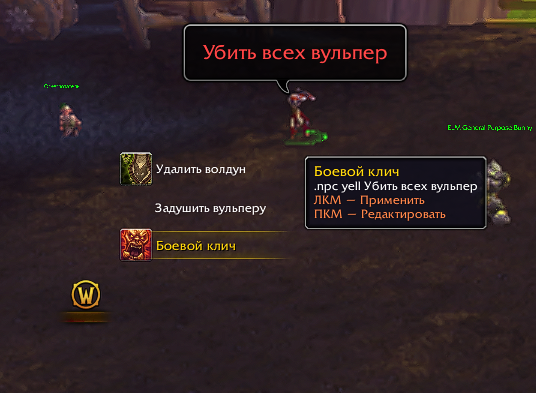 Убить всех вульпер
ELM General Purpose Bunny
Удалить волдун
Боевой клич
.npc yell Убить всех вульпер
ЛКМ — Применить
ПКМ — Редактировать
Задушить вульперу
Боевой клич
W